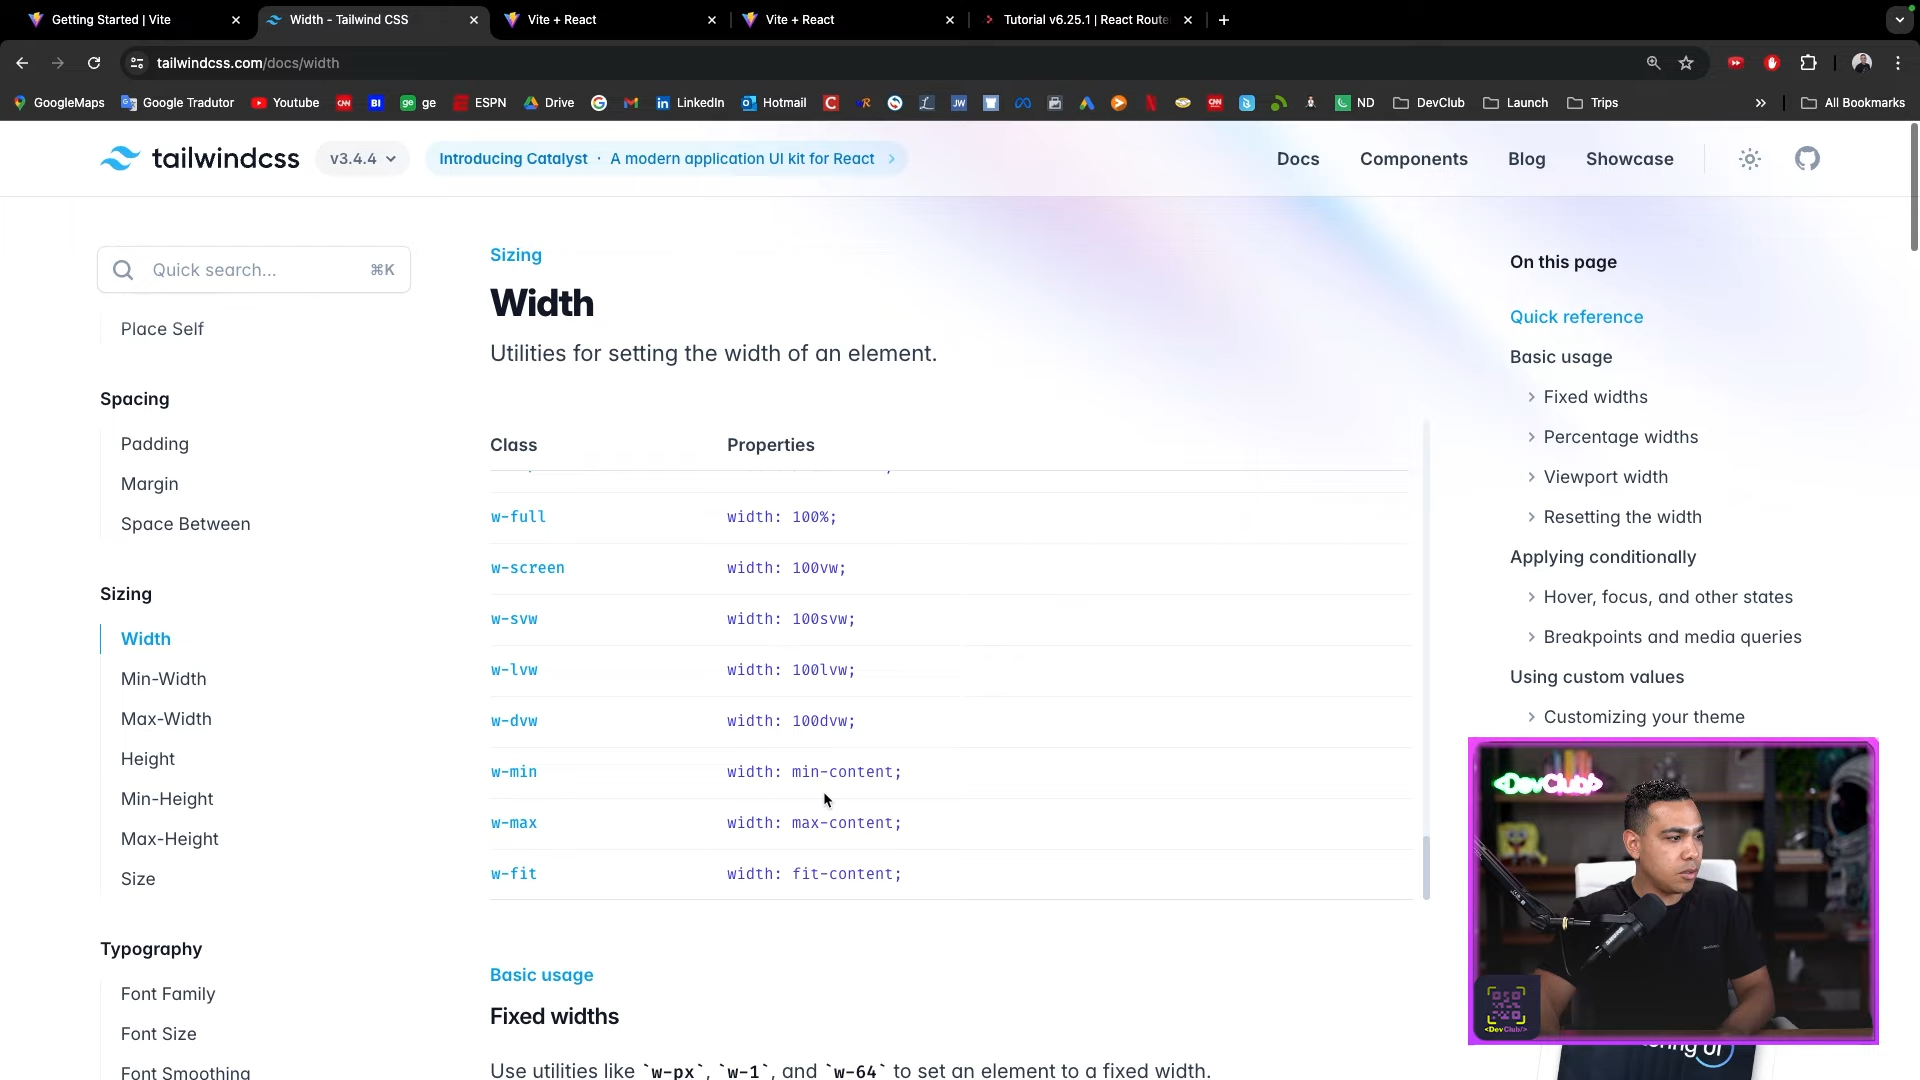 Getting Started | Vite
Width - Tailwind CSS
Vite + React
Vite + React
Tutorial v6.25.1 | React Route
tailwindcss.com/docs/width
GoogleMaps
Google Tradutor
Youtube
CNN
BI
ge
ge
ESPN
Drive
LinkedIn
Hotmail
JW
CNN
ND
DevClub
Launch
Trips
All Bookmarks
tailwindcss
v3.4.4
Introducing Catalyst · A modern application UI kit for React
Docs
Components
Blog
Showcase
Quick search...
⌘K
Place Self
Spacing
Padding
Margin
Space Between
Sizing
Width
Min-Width
Max-Width
Height
Min-Height
Max-Height
Size
Typography
Font Family
Font Size
Font Smoothing
Sizing
Width
Utilities for setting the width of an element.
Class Properties
w-full width: 100%;
w-screen width: 100vw;
w-svw width: 100svw;
w-lvw width: 100lvw;
w-dvw width: 100dvw;
w-min width: min-content;
w-max width: max-content;
w-fit width: fit-content;
Basic usage
Fixed widths
Use utilities like `w-px`, `w-1`, and `w-64` to set an element to a fixed width.
On this page
Quick reference
Basic usage
Fixed widths
Percentage widths
Viewport width
Resetting the width
Applying conditionally
Hover, focus, and other states
Breakpoints and media queries
Using custom values
Customizing your theme
<DevClub/>
<DevClub/>